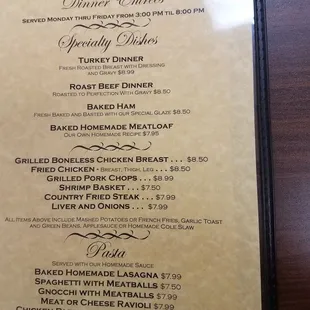 Dinner Entrees
Served Monday thru Friday from 3:00 PM til 8:00 PM
Specialty Dishes
Turkey Dinner
Fresh Roasted Breast with Dressing
and Gravy $8.99
Roast Beef Dinner
Roasted to Perfection with Gravy $8.50
Baked Ham
Fresh Baked and Basted with our Special Glaze $8.50
Baked Homemade Meatloaf
Our Own Homemade Recipe $7.95
Grilled Boneless Chicken Breast . . . $8.50
Fried Chicken - Breast, Thigh, Leg . . . $8.50
Grilled Pork Chops . . . $8.99
Shrimp Basket . . . $7.50
Country Fried Steak . . . $7.99
Liver and Onions . . . $7.99
All Items Above Include Mashed Potatoes or French Fries, Garlic Toast
and Green Beans, Applesauce or Homemade Cole Slaw
Pasta
Served with our Homemade Sauce
Baked Homemade Lasagna $7.99
Spaghetti with Meatballs $7.50
Gnocchi with Meatballs $7.99
Meat or Cheese Ravioli $7.99
Chicken